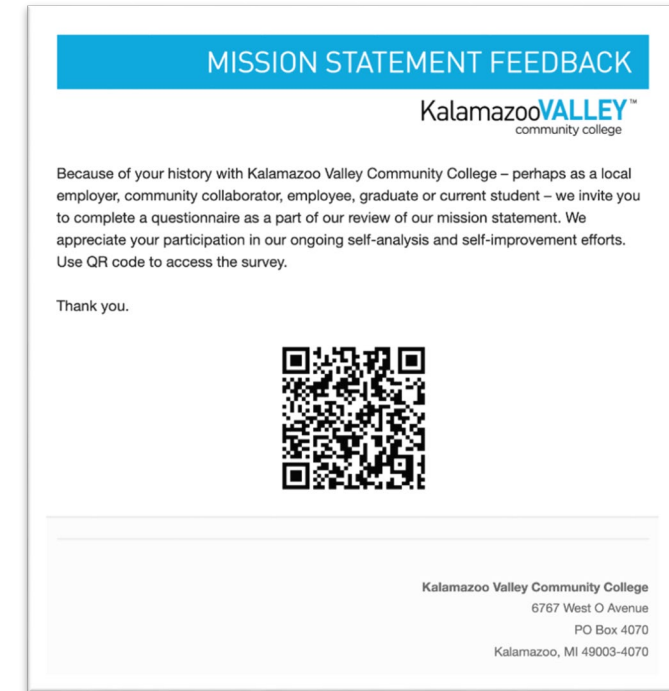 MISSION STATEMENT FEEDBACK
KalamazooVALLEY™
community college
Because of your history with Kalamazoo Valley Community College – perhaps as a local
employer, community collaborator, employee, graduate or current student – we invite you
to complete a questionnaire as a part of our review of our mission statement. We
appreciate your participation in our ongoing self-analysis and self-improvement efforts.
Use QR code to access the survey.
Thank you.
Kalamazoo Valley Community College
6767 West O Avenue
PO Box 4070
Kalamazoo, MI 49003-4070